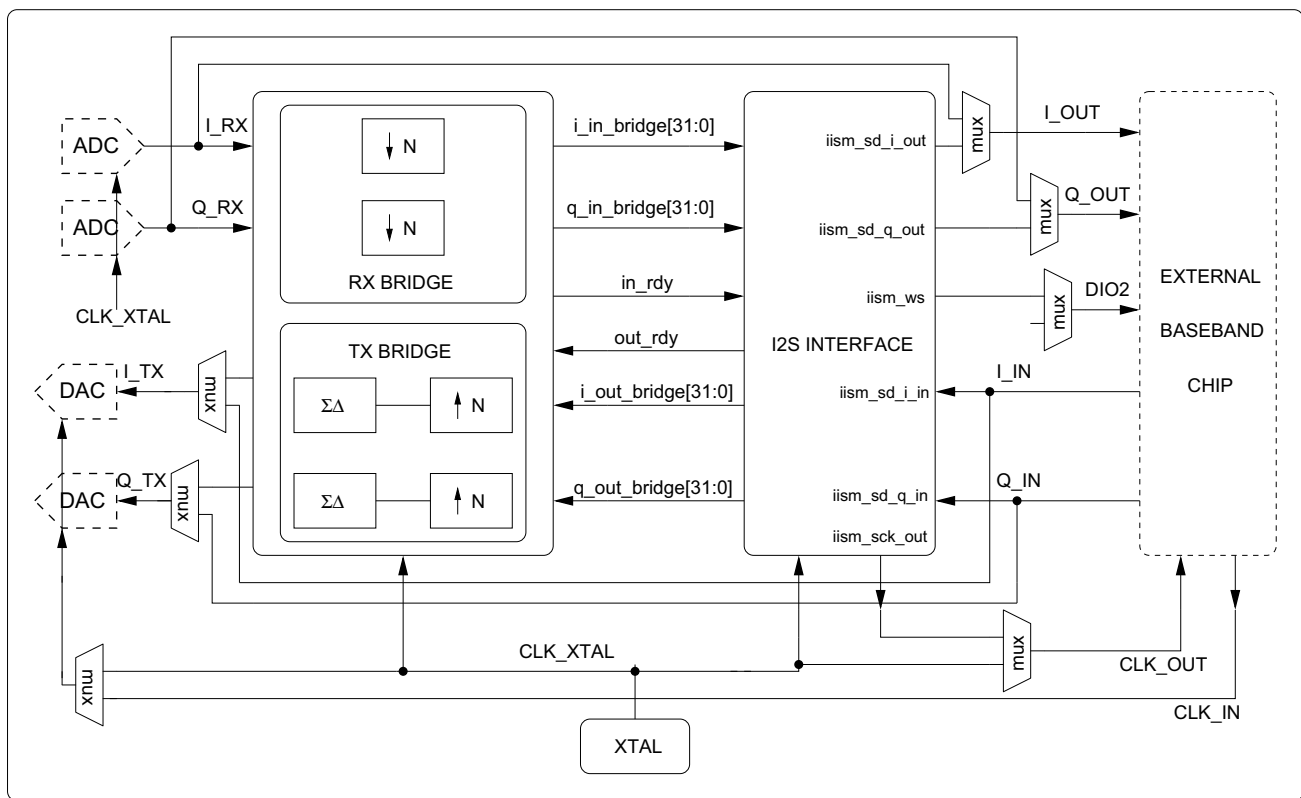 I_RX
ADC
N
i_in_bridge[31:0]
iism_sd_i_out
mux
I_OUT
Q_RX
ADC
N
q_in_bridge[31:0]
iism_sd_q_out
mux
Q_OUT
RX BRIDGE
in_rdy
iism_ws
mux
DIO2
EXTERNAL
BASEBAND
CHIP
CLK_XTAL
TX BRIDGE
out_rdy
I2S INTERFACE
I_TX
DAC
mux
ΣΔ
N
i_out_bridge[31:0]
iism_sd_i_in
I_IN
Q_TX
DAC
mux
ΣΔ
N
q_out_bridge[31:0]
iism_sd_q_in
Q_IN
iism_sck_out
mux
CLK_XTAL
mux
CLK_OUT
CLK_IN
XTAL